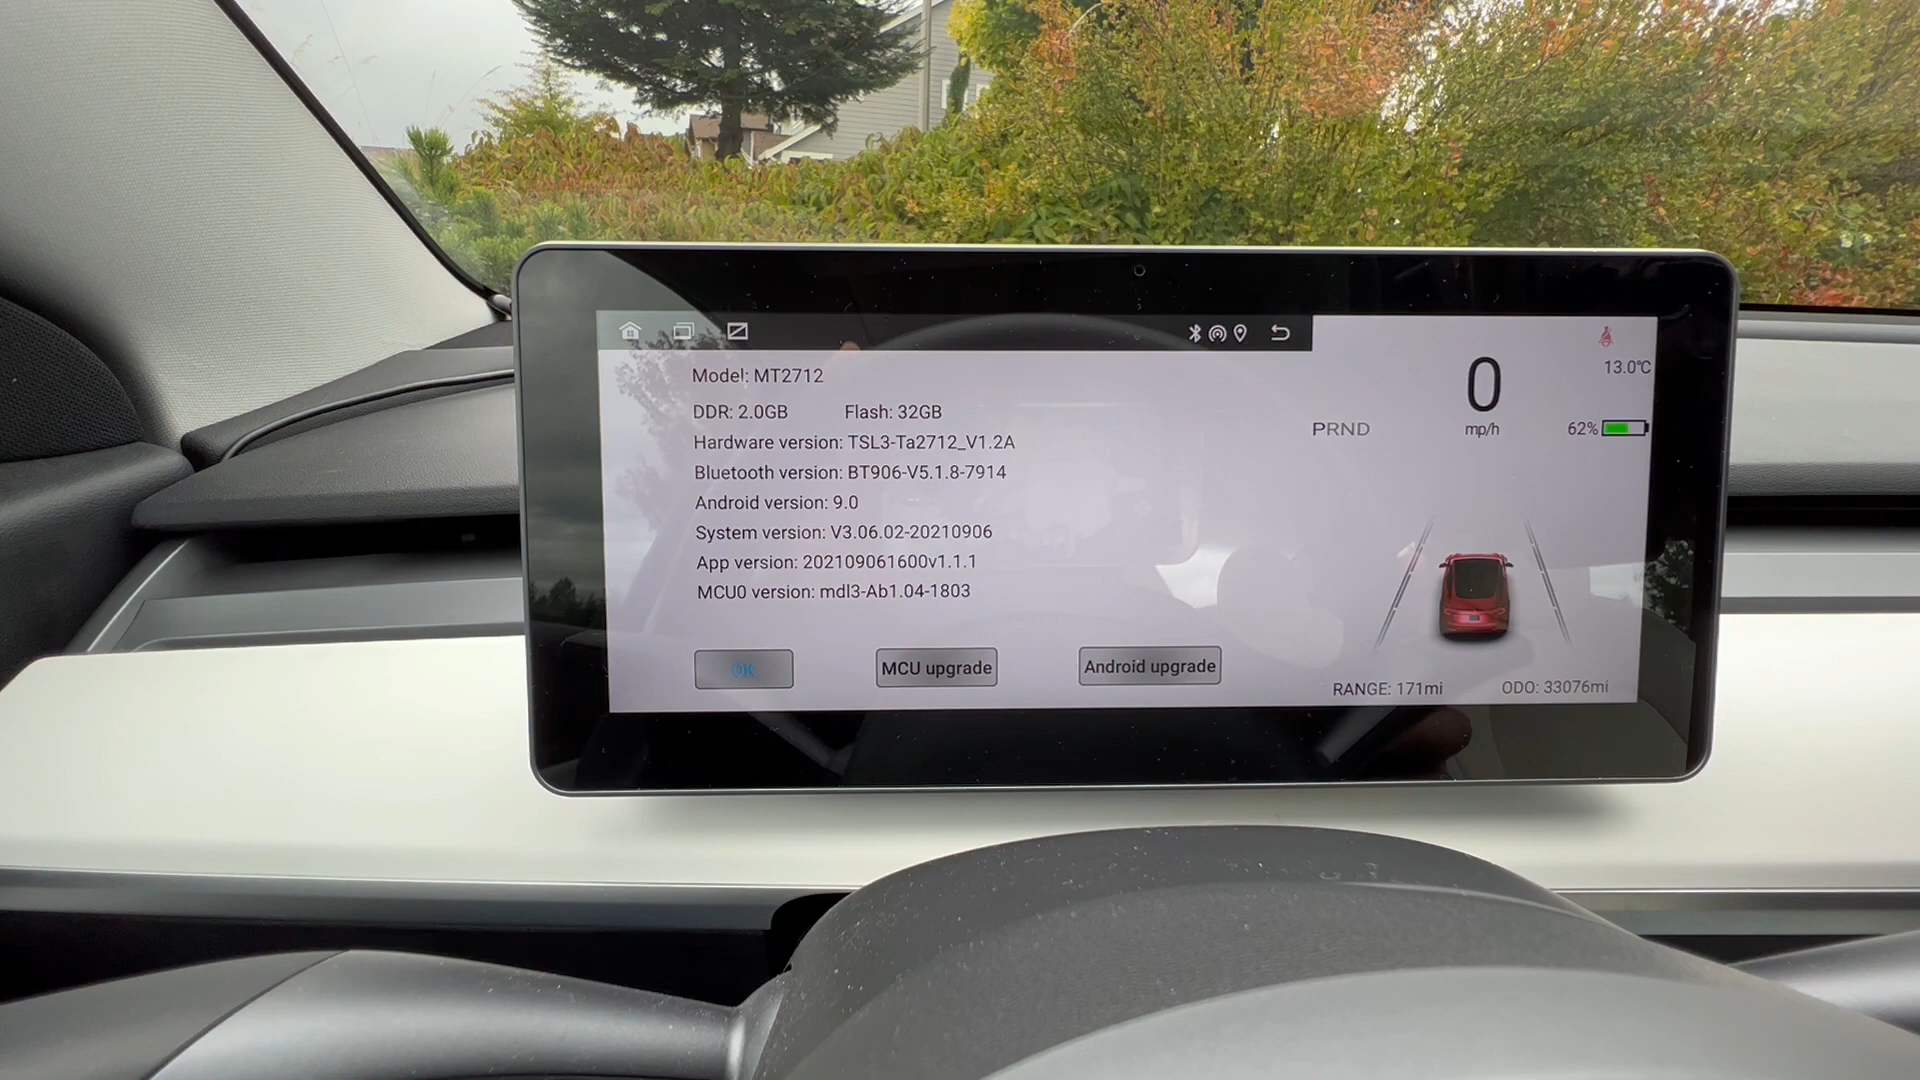 Model: MT2712
DDR: 2.0GB Flash: 32GB
Hardware version: TSL3-Ta2712_V1.2A
Bluetooth version: BT906-V5.1.8-7914
Android version: 9.0
System version: V3.06.02-20210906
App version: 202109061600v1.1.1
MCU0 version: mdl3-Ab1.04-1803
OK
MCU upgrade
Android upgrade
0
mp/h
PRND
13.0°C
62%
RANGE: 171mi
ODO: 33076mi